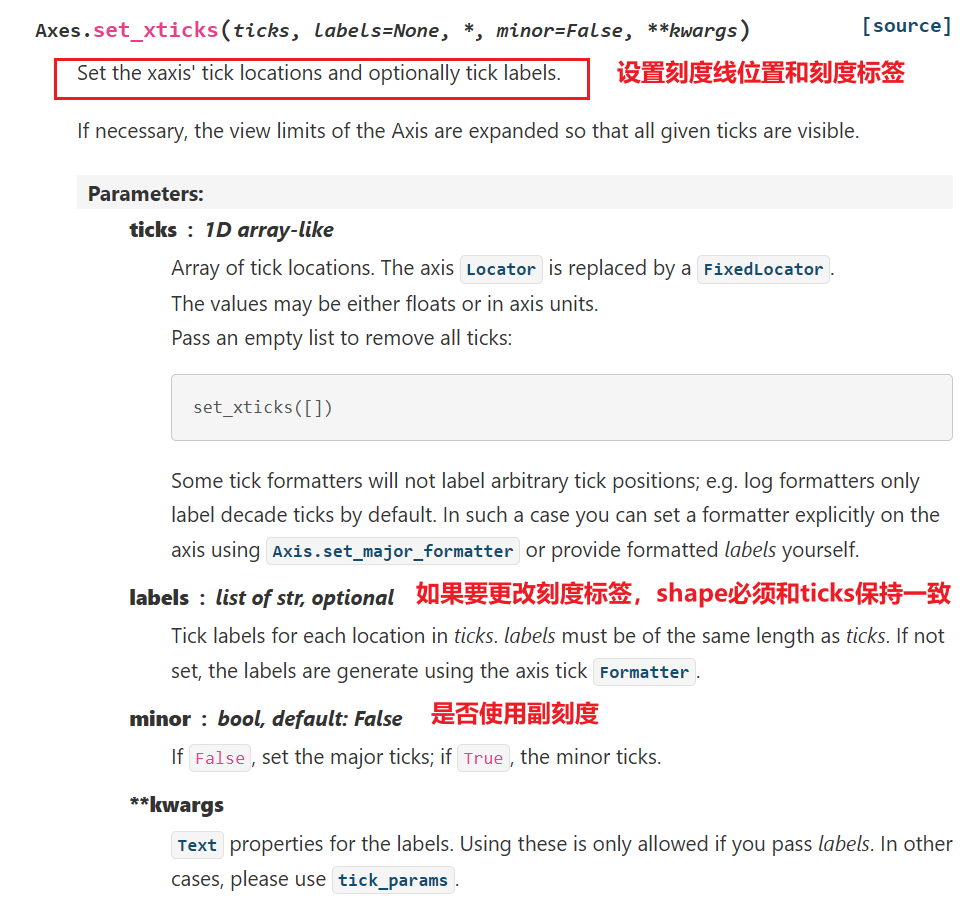 Axes.set_xticks(ticks, labels=None, *, minor=False, **kwargs) [source]
Set the xaxis' tick locations and optionally tick labels. 设置刻度线位置和刻度标签
If necessary, the view limits of the Axis are expanded so that all given ticks are visible.
Parameters:
ticks : 1D array-like
Array of tick locations. The axis Locator is replaced by a FixedLocator.
The values may be either floats or in axis units.
Pass an empty list to remove all ticks:
set_xticks([])
Some tick formatters will not label arbitrary tick positions; e.g. log formatters only
label decade ticks by default. In such a case you can set a formatter explicitly on the
axis using Axis.set_major_formatter or provide formatted labels yourself.
labels : list of str, optional 如果要更改刻度标签，shape必须和ticks保持一致
Tick labels for each location in ticks. labels must be of the same length as ticks. If not
set, the labels are generate using the axis tick Formatter.
minor : bool, default: False 是否使用副刻度
If False, set the major ticks; if True, the minor ticks.
**kwargs
Text properties for the labels. Using these is only allowed if you pass labels. In other
cases, please use tick_params.